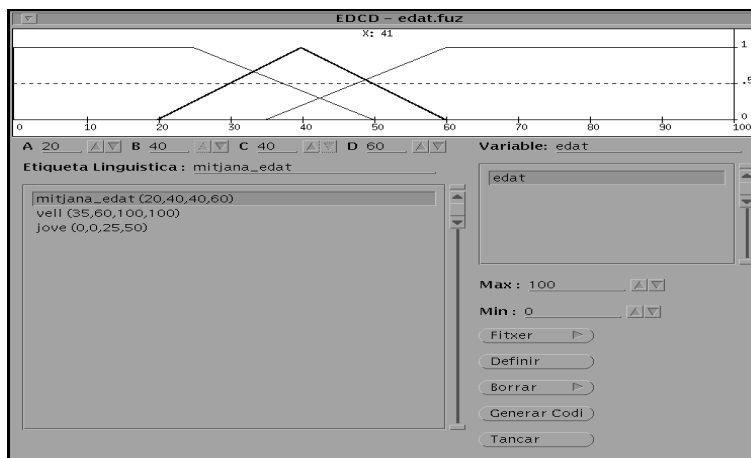 EDCD – edat.fuz
X: 41
1
.5
0
0 10 20 30 40 50 60 70 80 90 100
A 20 B 40 C 40 D 60
Variable: edat
Etiqueta Linguistica : mitjana_edat
edat
mitjana_edat (20,40,40,60)
vell (35,60,100,100)
jove (0,0,25,50)
Max : 100
Min : 0
Fitxer
Definir
Borrar
Generar Codi
Tancar